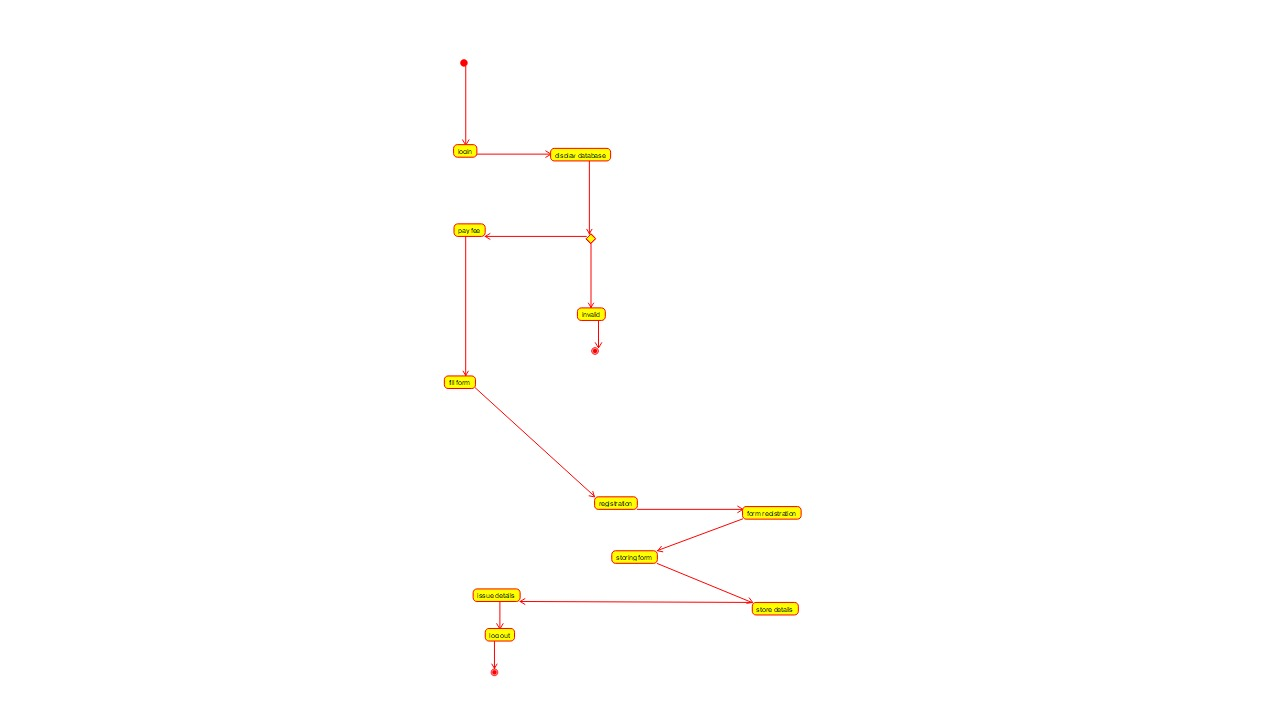 login
display database
pay fee
invalid
fill form
registration
form registration
storing form
issue details
store details
logout